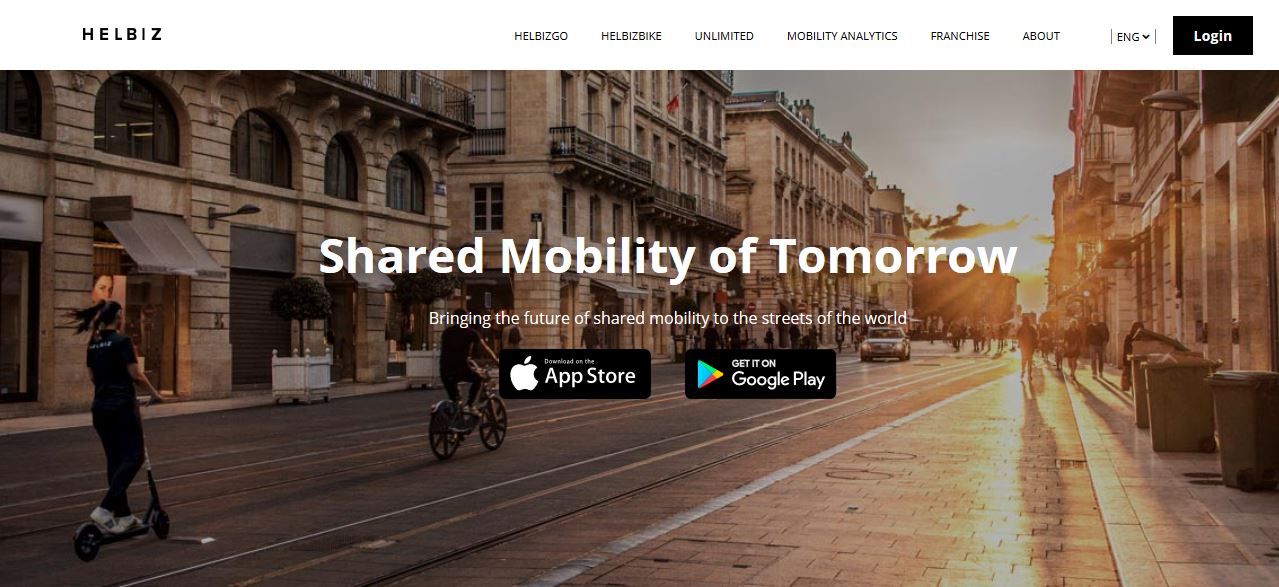 HELBIZ
HELBIZGO
HELBIZBIKE
UNLIMITED
MOBILITY ANALYTICS
FRANCHISE
ABOUT
ENG
Login
Shared Mobility of Tomorrow
Bringing the future of shared mobility to the streets of the world
Download on the
App Store
GET IT ON
Google Play
HELBIZ